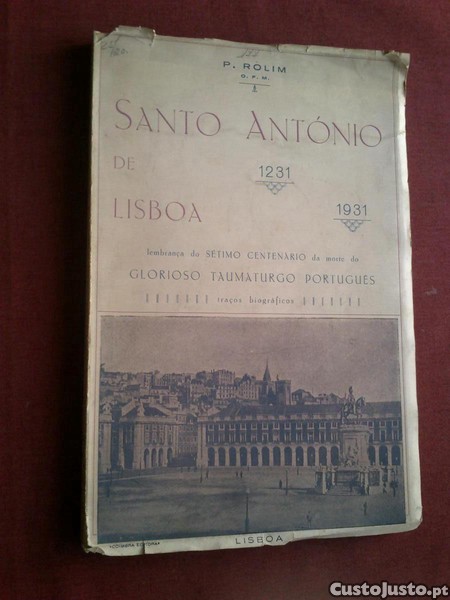 P. ROLIM
O. F. M.
SANTO ANTÓNIO
DE
1231
LISBOA
1931
lembrança do SÉTIMO CENTENÁRIO da morte do
GLORIOSO TAUMATURGO PORTUGUÊS
traços biográficos
LISBOA
CustoJusto.pt